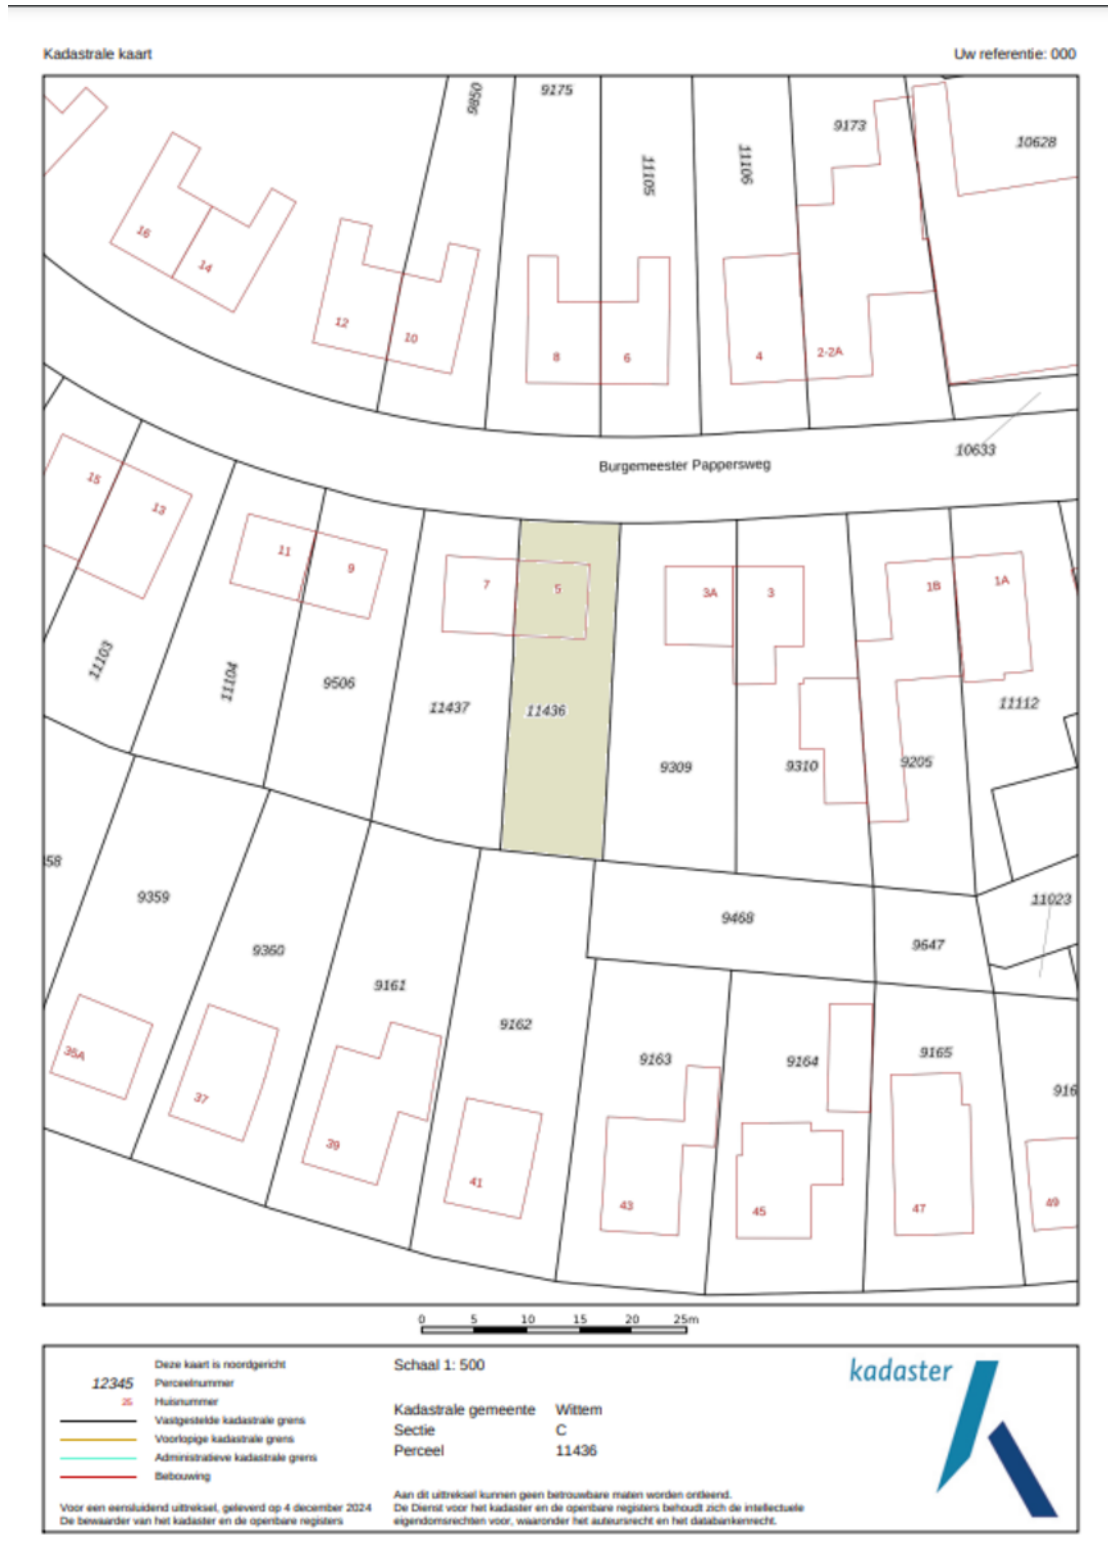 Kadastrale kaart
Uw referentie: 000
9850
9175
11105
11106
9173
10628
16
14
12
10
8
6
4
2-2A
Burgemeester Pappersweg
10633
15
13
11
9
7
5
3A
3
1B
1A
11103
11104
9506
11437
11436
9309
9310
9205
11112
58
9359
9360
9161
9162
9468
9647
11023
9163
9164
9165
916
35A
37
39
41
43
45
47
49
0 5 10 15 20 25m
Deze kaart is noordgericht
12345 Perceelnummer
25 Huisnummer
Vastgestelde kadastrale grens
Voorlopige kadastrale grens
Administratieve kadastrale grens
Bebouwing
Voor een eensluidend uittreksel, geleverd op 4 december 2024
De bewaarder van het kadaster en de openbare registers
Schaal 1: 500
Kadastrale gemeente Wittem
Sectie C
Perceel 11436
Aan dit uittreksel kunnen geen betrouwbare maten worden ontleend.
De Dienst voor het kadaster en de openbare registers behoudt zich de intellectuele
eigendomsrechten voor, waaronder het auteursrecht en het databankenrecht.
kadaster